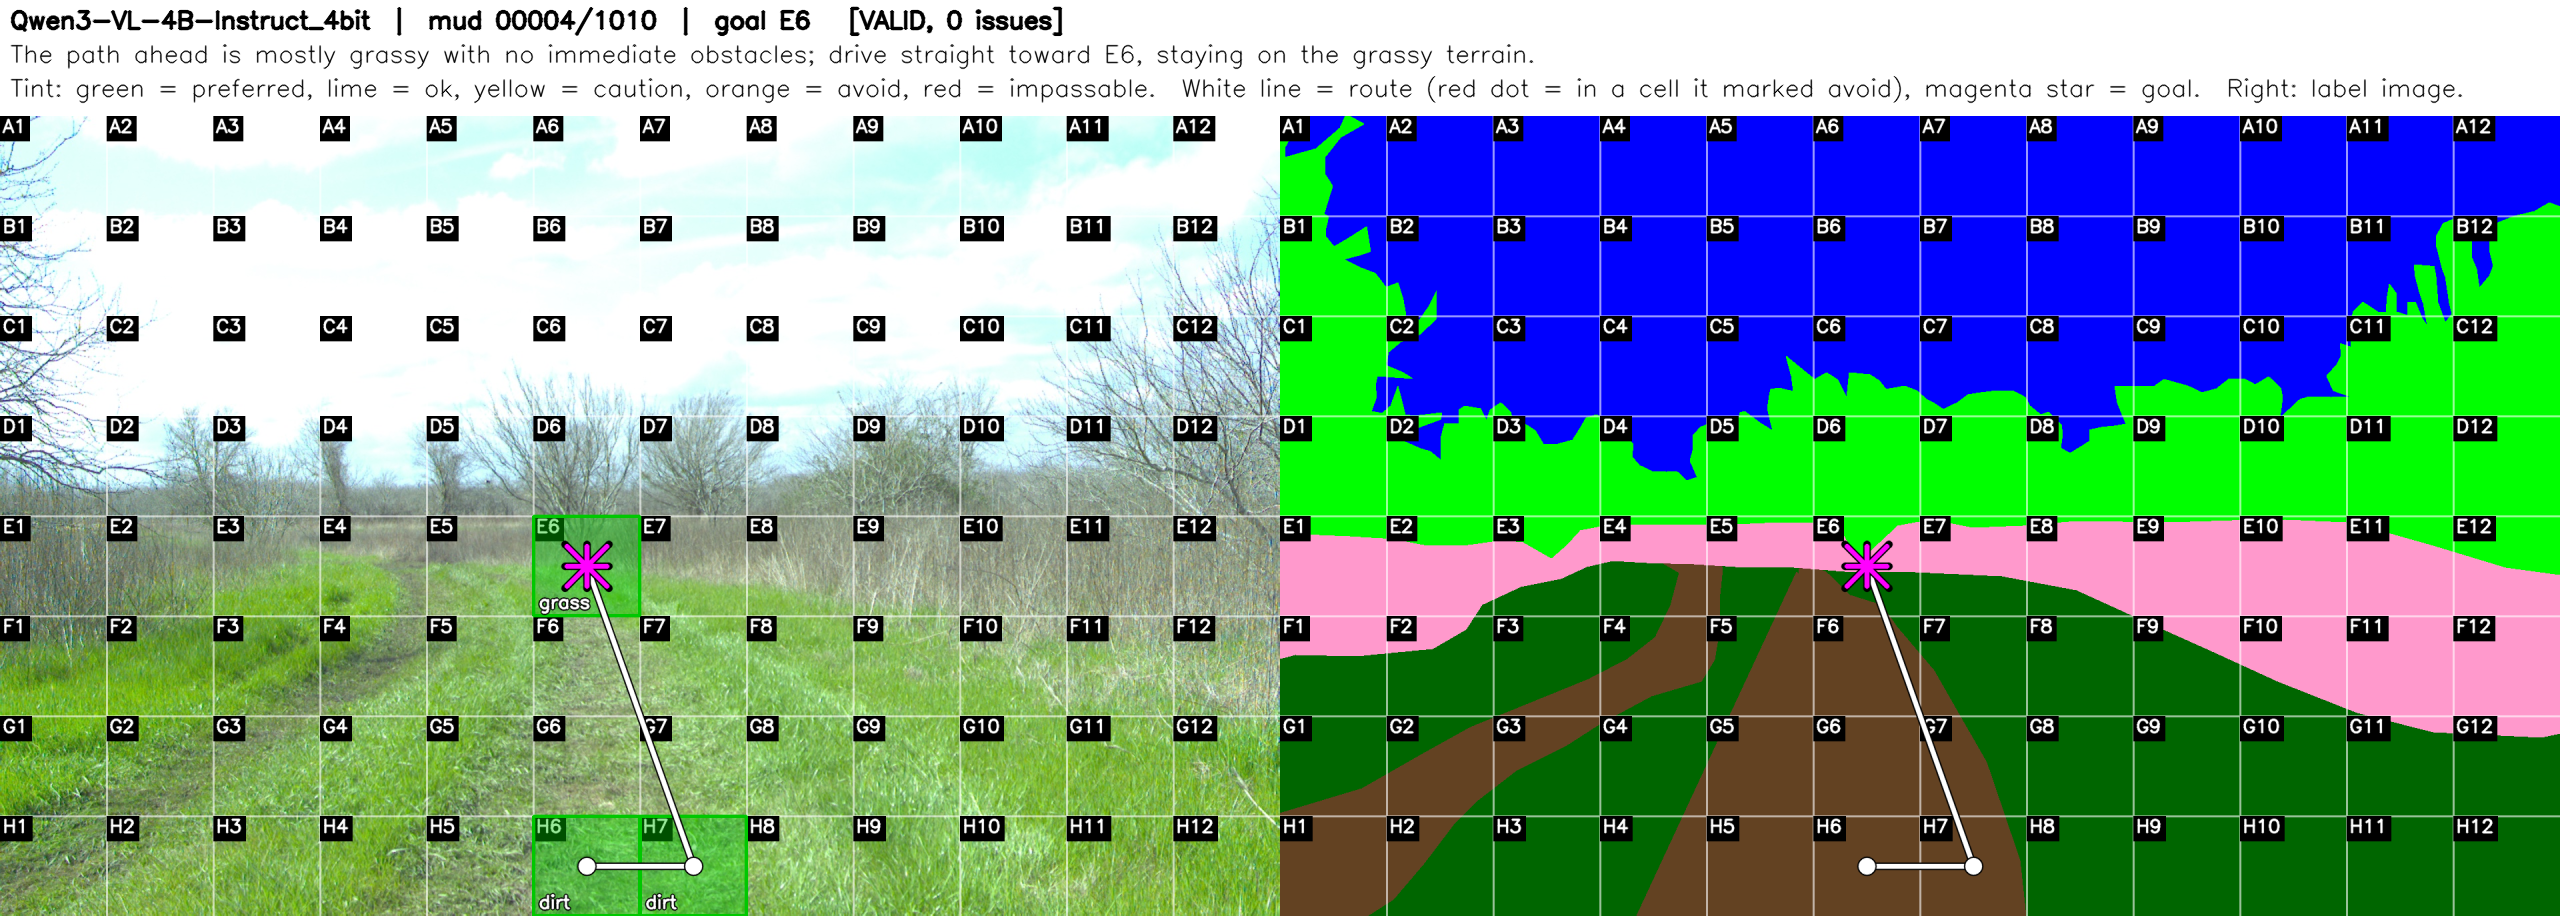 Qwen3-VL-4B-Instruct_4bit | mud 00004/1010 | goal E6 [VALID, 0 issues]
The path ahead is mostly grassy with no immediate obstacles; drive straight toward E6, staying on the grassy terrain.
Tint: green = preferred, lime = ok, yellow = caution, orange = avoid, red = impassable. White line = route (red dot = in a cell it marked avoid), magenta star = goal. Right: label image.
A1 A2 A3 A4 A5 A6 A7 A8 A9 A10 A11 A12 A1 A2 A3 A4 A5 A6 A7 A8 A9 A10 A11 A12
B1 B2 B3 B4 B5 B6 B7 B8 B9 B10 B11 B12 B1 B2 B3 B4 B5 B6 B7 B8 B9 B10 B11 B12
C1 C2 C3 C4 C5 C6 C7 C8 C9 C10 C11 C12 C1 C2 C3 C4 C5 C6 C7 C8 C9 C10 C11 C12
D1 D2 D3 D4 D5 D6 D7 D8 D9 D10 D11 D12 D1 D2 D3 D4 D5 D6 D7 D8 D9 D10 D11 D12
E1 E2 E3 E4 E5 E6 E7 E8 E9 E10 E11 E12 E1 E2 E3 E4 E5 E6 E7 E8 E9 E10 E11 E12
grass
F1 F2 F3 F4 F5 F6 F7 F8 F9 F10 F11 F12 F1 F2 F3 F4 F5 F6 F7 F8 F9 F10 F11 F12
G1 G2 G3 G4 G5 G6 G7 G8 G9 G10 G11 G12 G1 G2 G3 G4 G5 G6 G7 G8 G9 G10 G11 G12
H1 H2 H3 H4 H5 H6 H7 H8 H9 H10 H11 H12 H1 H2 H3 H4 H5 H6 H7 H8 H9 H10 H11 H12
dirt dirt